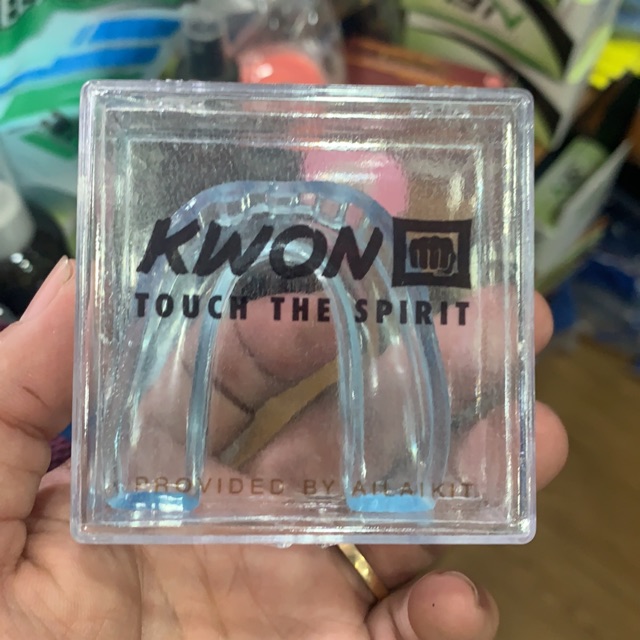 KWON
TOUCH THE SPIRIT
PROVIDED BY AILAIKIT